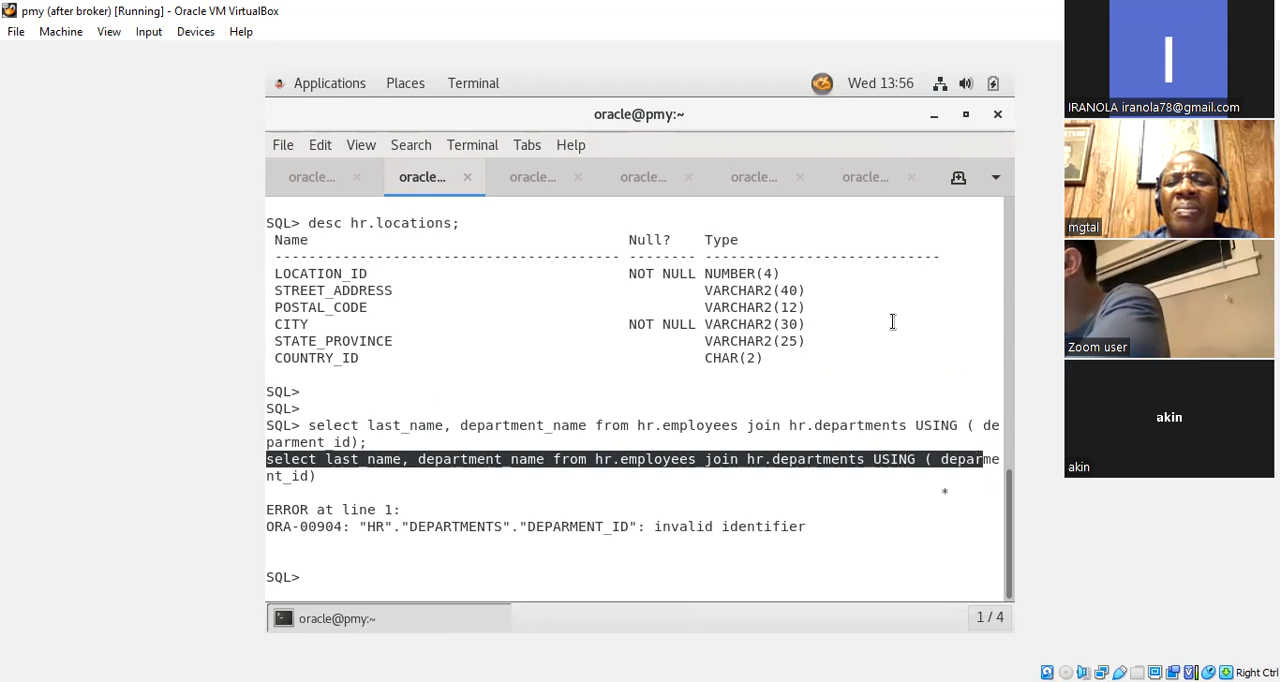 pmy (after broker) [Running] - Oracle VM VirtualBox
File Machine View Input Devices Help
Applications Places Terminal Wed 13:56
oracle@pmy:~
File Edit View Search Terminal Tabs Help
oracle... × oracle... × oracle... × oracle... × oracle... × oracle... ×
SQL> desc hr.locations;
Name Null? Type
----------------------------------------- -------- ----------------------------
LOCATION_ID NOT NULL NUMBER(4)
STREET_ADDRESS VARCHAR2(40)
POSTAL_CODE VARCHAR2(12)
CITY NOT NULL VARCHAR2(30)
STATE_PROVINCE VARCHAR2(25)
COUNTRY_ID CHAR(2)
SQL>
SQL>
SQL> select last_name, department_name from hr.employees join hr.departments USING ( de
parment_id);
select last_name, department_name from hr.employees join hr.departments USING ( deparme
nt_id)
*
ERROR at line 1:
ORA-00904: "HR"."DEPARTMENTS"."DEPARMENT_ID": invalid identifier
SQL>
oracle@pmy:~ 1 / 4
I
IRANOLA iranola78@gmail.com
mgtal
Zoom user
akin
akin
Right Ctrl